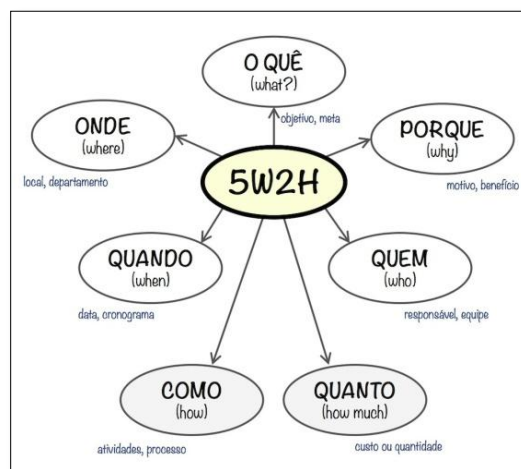 O QUÊ
(what?)
objetivo, meta
ONDE
(where)
local, departamento
PORQUE
(why)
motivo, benefício
5W2H
QUANDO
(when)
data, cronograma
QUEM
(who)
responsável, equipe
COMO
(how)
atividades, processo
QUANTO
(how much)
custo ou quantidade